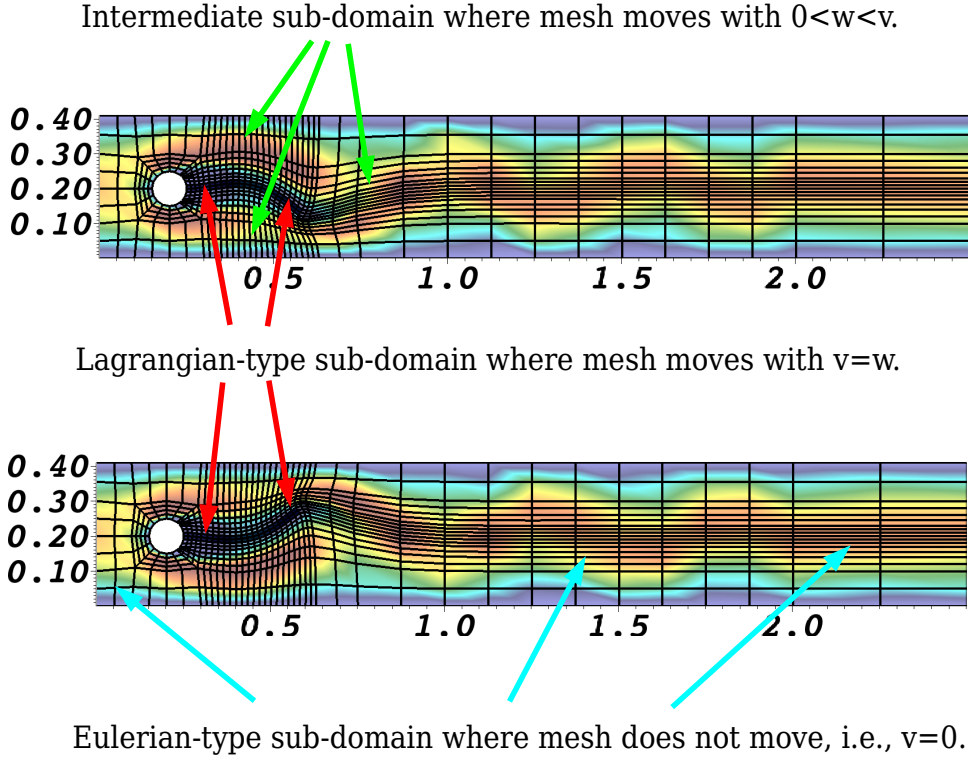 Intermediate sub-domain where mesh moves with 0<w<v.
0.40
0.30
0.20
0.10
0.5 1.0 1.5 2.0
Lagrangian-type sub-domain where mesh moves with v=w.
0.40
0.30
0.20
0.10
0.5 1.0 1.5 2.0
Eulerian-type sub-domain where mesh does not move, i.e., v=0.